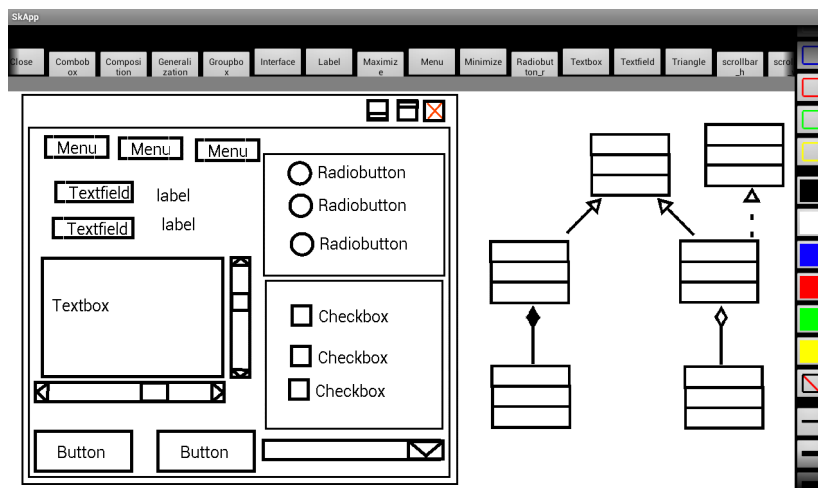 SkApp
Close Combob Composi Generali Groupbo Interface Label Maximiz Menu Minimize Radiobut Textbox Textfield Triangle scrollbar scrol
ox tion zation x e ton_r _h
Menu Menu Menu
Radiobutton
Textfield label
Radiobutton
Textfield label
Radiobutton
Textbox
Checkbox
Checkbox
Checkbox
Button Button